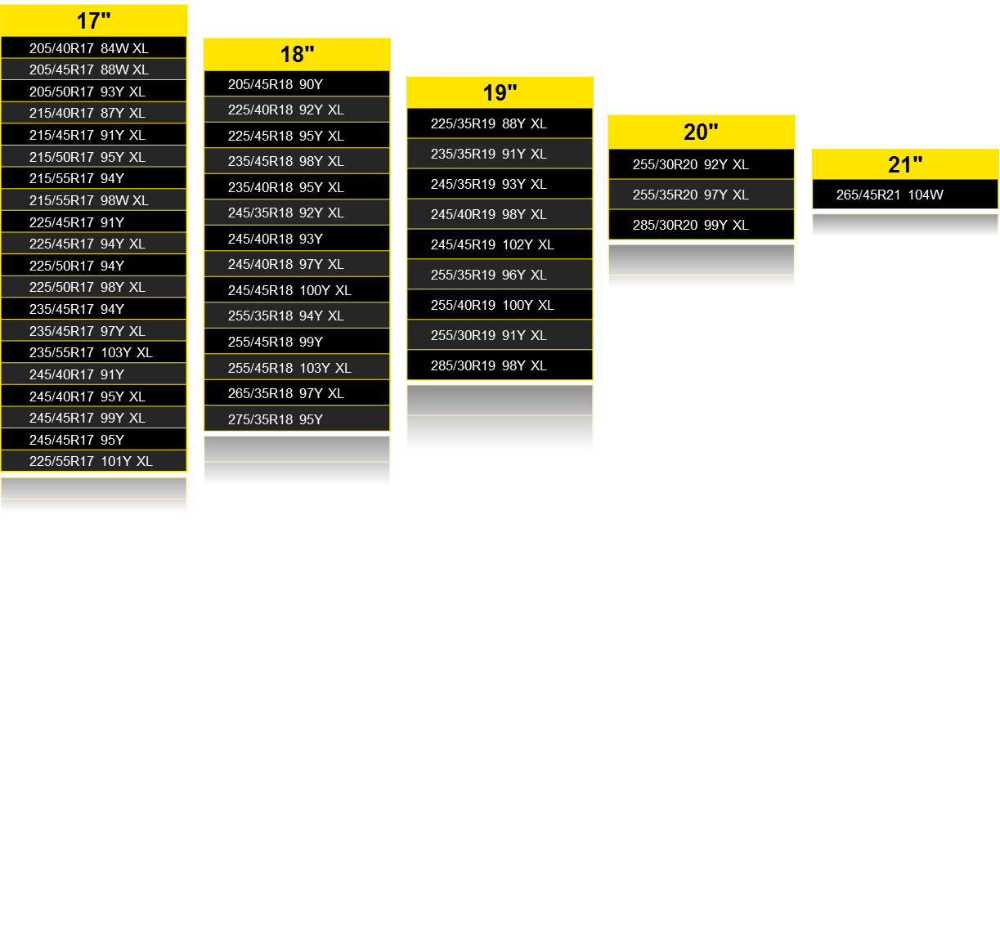 17"
205/40R17 84W XL
205/45R17 88W XL
205/50R17 93Y XL
215/40R17 87Y XL
215/45R17 91Y XL
215/50R17 95Y XL
215/55R17 94Y
215/55R17 98W XL
225/45R17 91Y
225/45R17 94Y XL
225/50R17 94Y
225/50R17 98Y XL
235/45R17 94Y
235/45R17 97Y XL
235/55R17 103Y XL
245/40R17 91Y
245/40R17 95Y XL
245/45R17 99Y XL
245/45R17 95Y
225/55R17 101Y XL
18"
205/45R18 90Y
225/40R18 92Y XL
225/45R18 95Y XL
235/45R18 98Y XL
235/40R18 95Y XL
245/35R18 92Y XL
245/40R18 93Y
245/40R18 97Y XL
245/45R18 100Y XL
255/35R18 94Y XL
255/45R18 99Y
255/45R18 103Y XL
265/35R18 97Y XL
275/35R18 95Y
19"
225/35R19 88Y XL
235/35R19 91Y XL
245/35R19 93Y XL
245/40R19 98Y XL
245/45R19 102Y XL
255/35R19 96Y XL
255/40R19 100Y XL
255/30R19 91Y XL
285/30R19 98Y XL
20"
255/30R20 92Y XL
255/35R20 97Y XL
285/30R20 99Y XL
21"
265/45R21 104W